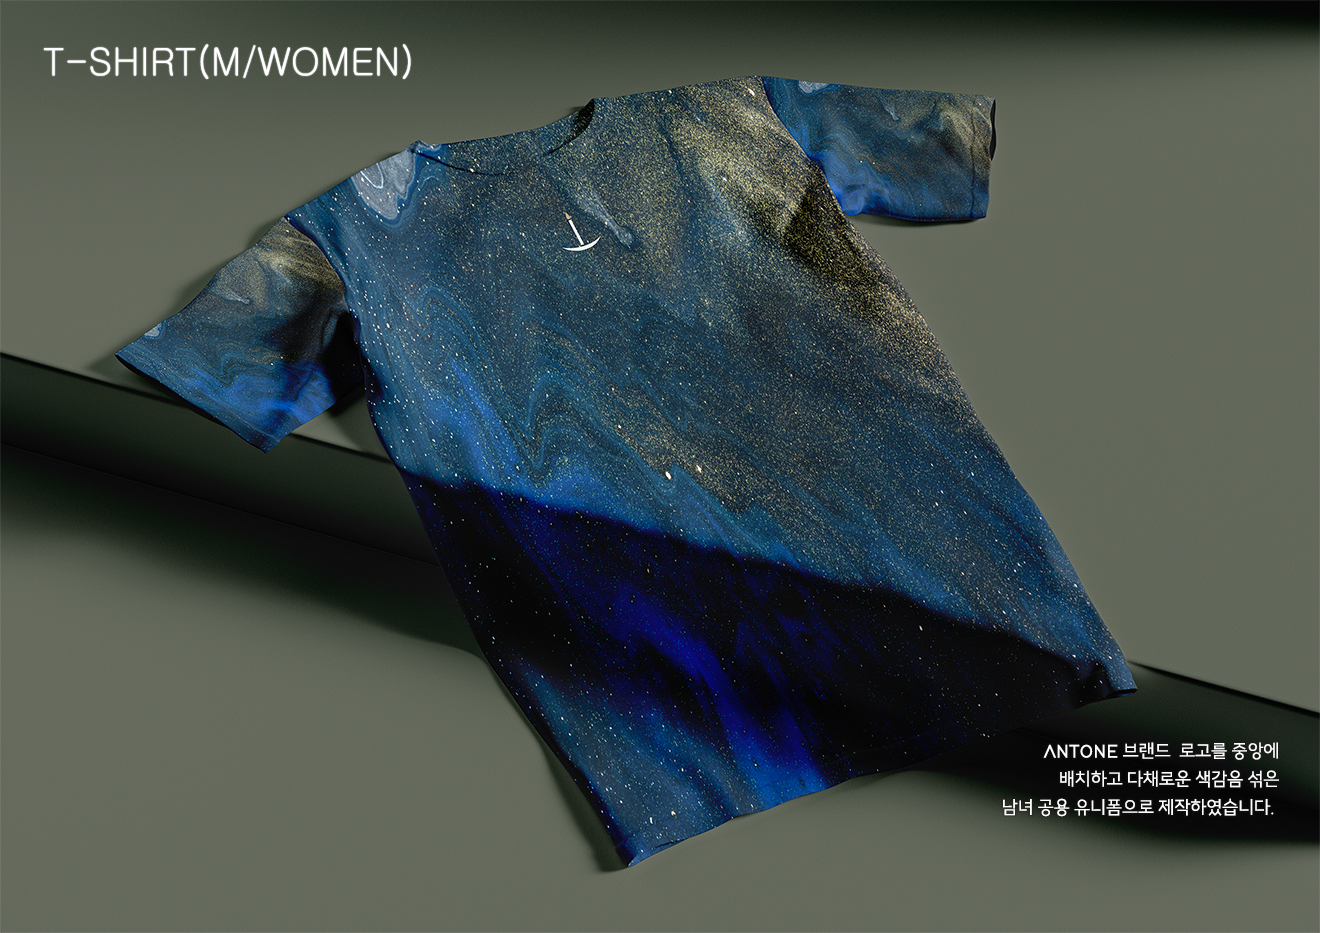 T-SHIRT(M/WOMEN)
ANTONE 브랜드 로고를 중앙에
배치하고 다채로운 색감을 섞은
남녀 공용 유니폼으로 제작하였습니다.